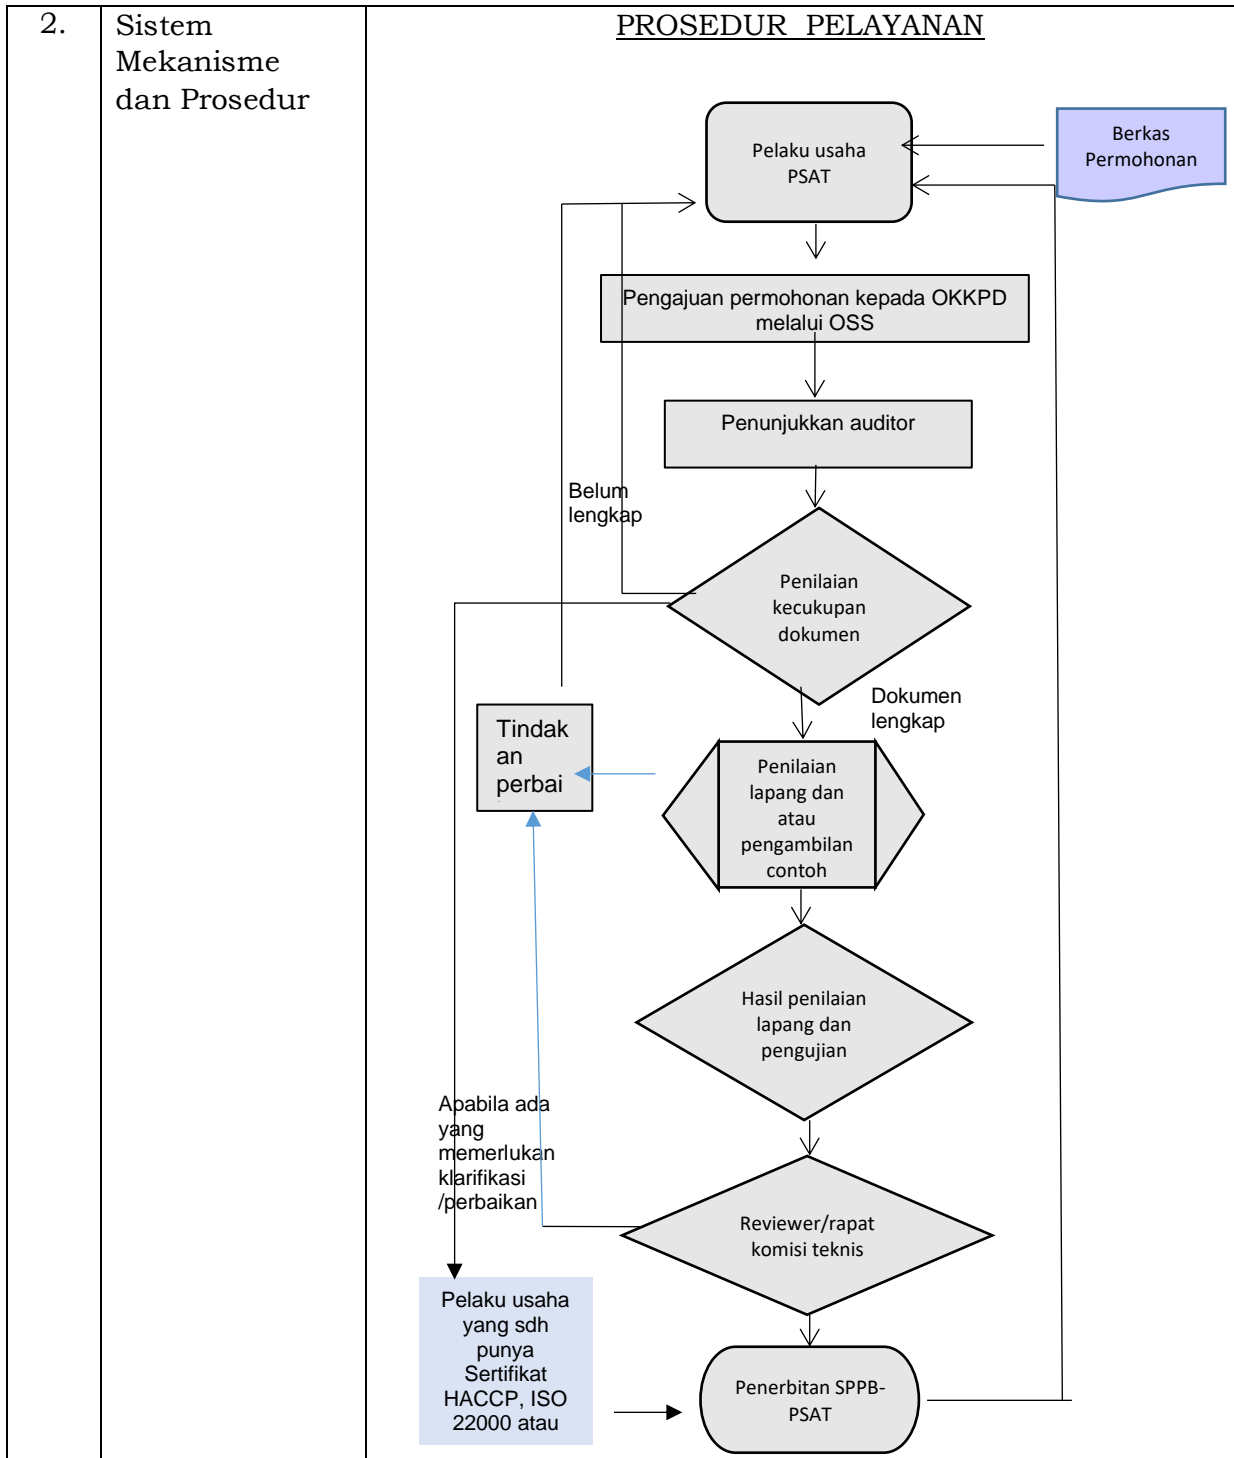 2.
Sistem
Mekanisme
dan Prosedur
PROSEDUR PELAYANAN
Berkas
Permohonan
Pelaku usaha
PSAT
Pengajuan permohonan kepada OKKPD
melalui OSS
Penunjukkan auditor
Belum
lengkap
Penilaian
kecukupan
dokumen
Dokumen
lengkap
Tindak
an
perbai
Penilaian
lapang dan
atau
pengambilan
contoh
Hasil penilaian
lapang dan
pengujian
Apabila ada
yang
memerlukan
klarifikasi
/perbaikan
Reviewer/rapat
komisi teknis
Pelaku usaha
yang sdh
punya
Sertifikat
HACCP, ISO
22000 atau
Penerbitan SPPB-
PSAT